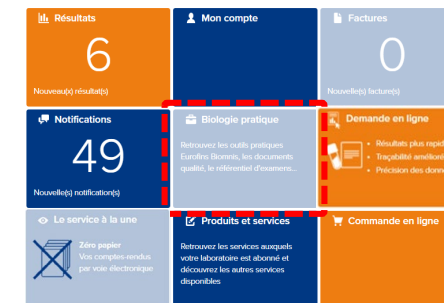 Résultats
6
Nouveau(x) résultat(s)
Mon compte
Factures
0
Nouvelle(s) facture(s)
Notifications
49
Nouvelle(s) notification(s)
Biologie pratique
Retrouvez les outils pratiques
Eurofins Biomnis, les documents
qualité, le référentiel d'examens...
Demande en ligne
• Résultats plus rapid
• Traçabilité amélioré
• Précision des donné
Le service à la une
Zéro papier
Vos comptes-rendus
par voie électronique
Produits et services
Retrouvez les services auxquels
votre laboratoire est abonné et
découvrez les autres services
disponibles
Commande en ligne